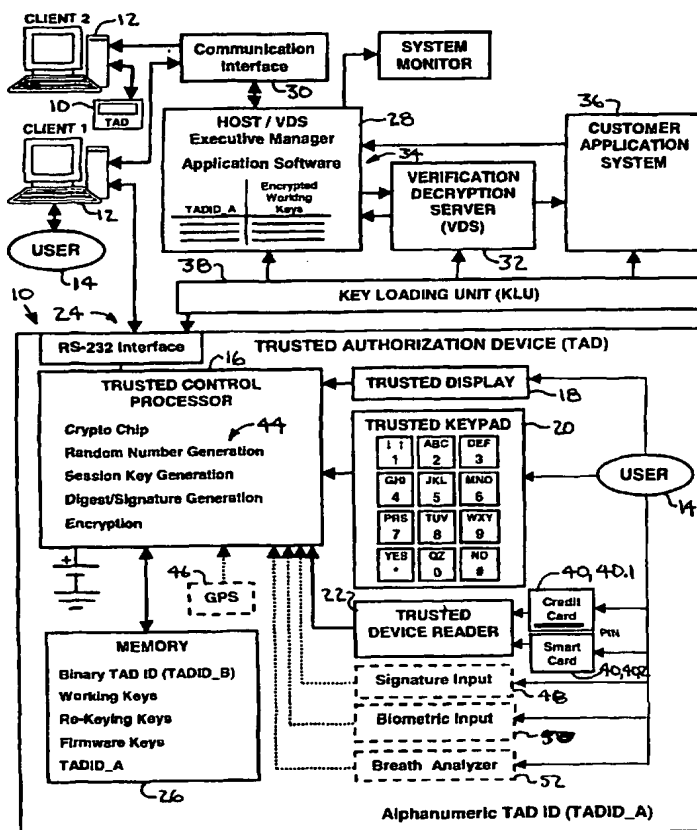 CLIENT 2
12
10
TAD
CLIENT 1
12
USER
14
Communication
Interface
30
SYSTEM
MONITOR
HOST / VDS
Executive Manager
Application Software
28
34
TADID_A
Encrypted
Working
Keys
VERIFICATION
DECRYPTION
SERVER
(VDS)
32
36
CUSTOMER
APPLICATION
SYSTEM
38
KEY LOADING UNIT (KLU)
10
24
RS-232 Interface
TRUSTED AUTHORIZATION DEVICE (TAD)
16
TRUSTED CONTROL
PROCESSOR
Crypto Chip
44
Random Number Generation
Session Key Generation
Digest/Signature Generation
Encryption
TRUSTED DISPLAY
18
TRUSTED KEYPAD
20
1
ABC
2
DEF
3
GHI
4
JKL
5
MNO
6
PRS
7
TUV
8
WXY
9
YES
*
QZ
0
NO
#
USER
14
+
46
GPS
22
TRUSTED
DEVICE READER
40, 40.1
Credit
Card
PIN
Smart
Card
40, 402
MEMORY
Binary TAD ID (TADID_B)
Working Keys
Re-Keying Keys
Firmware Keys
TADID_A
26
Signature Input
48
Biometric Input
50
Breath Analyzer
52
Alphanumeric TAD ID (TADID_A)